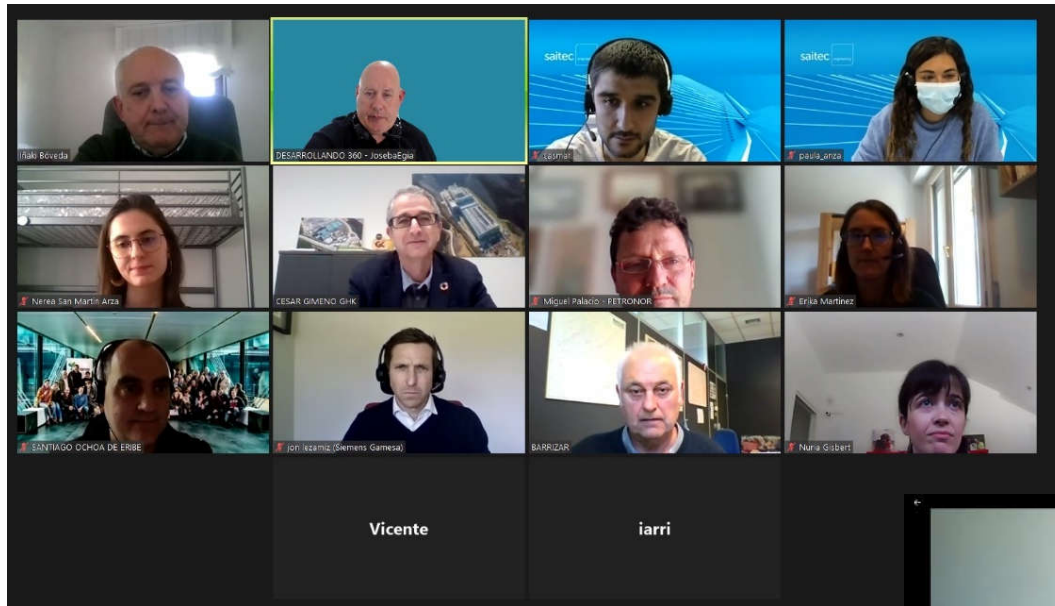 Iñaki Bóveda
DESARROLLANDO 360 - JosebaEgia
saitec
saitec
paula_anza
Nerea San Martin Arza
CESAR GIMENO GHK
Miguel Palacio - PETRONOR
Erika Martinez
SANTIAGO OCHOA DE ERIBE
jon lezamiz (Siemens Gamesa)
BARRIZAR
Nuria Gisbert
Vicente
iarri